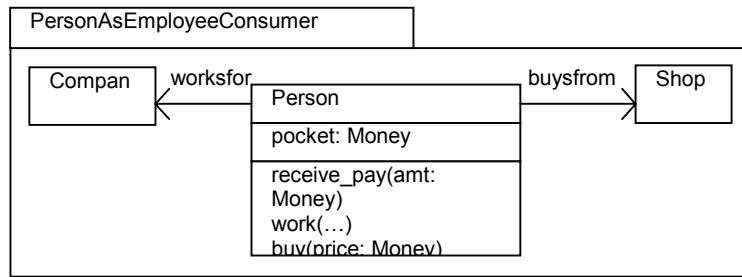 PersonAsEmployeeConsumer
Compan
worksfor
Person
buysfrom
Shop
pocket: Money
receive_pay(amt:
Money)
work(…)
buy(price: Money)